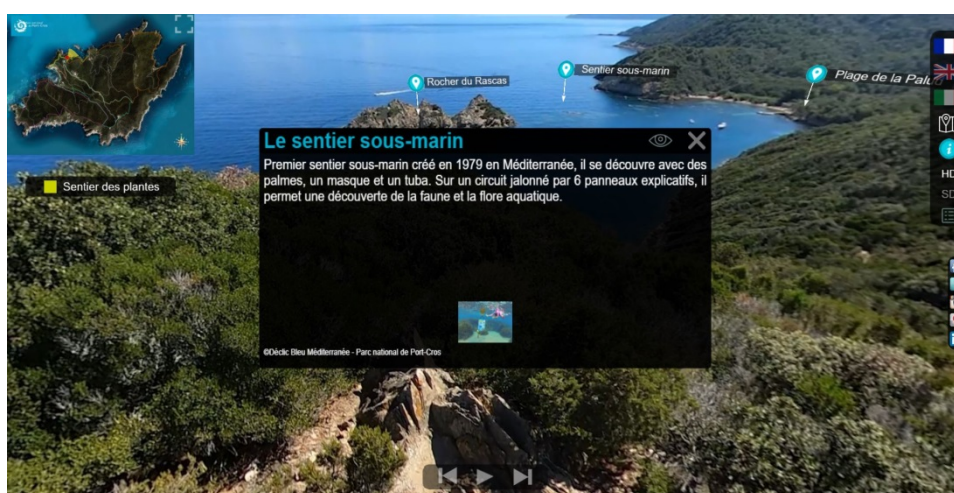 Rocher du Rascas
Sentier sous-marin
Plage de la Palu
Sentier des plantes
Le sentier sous-marin
Premier sentier sous-marin créé en 1979 en Méditerranée, il se découvre avec des
palmes, un masque et un tuba. Sur un circuit jalonné par 6 panneaux explicatifs, il
permet une découverte de la faune et la flore aquatique.
©Déclic Bleu Méditerranée - Parc national de Port-Cros
HD
SD